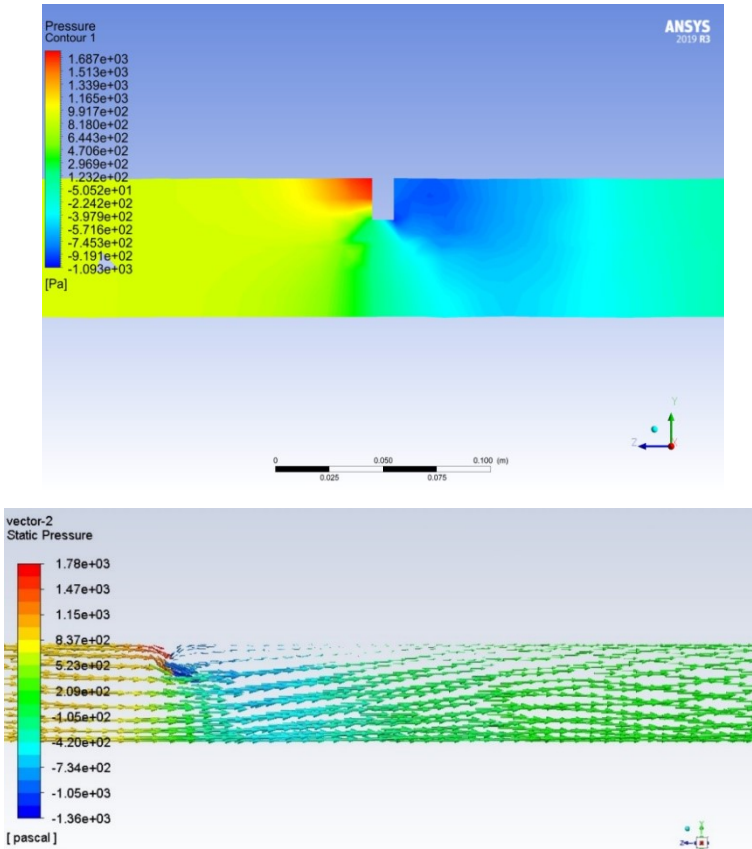 Pressure
Contour 1
ANSYS
2019 R3
1.687e+03
1.513e+03
1.339e+03
1.165e+03
9.917e+02
8.180e+02
6.443e+02
4.706e+02
2.969e+02
1.232e+02
-5.052e+01
-2.242e+02
-3.979e+02
-5.716e+02
-7.453e+02
-9.191e+02
-1.093e+03
[Pa]
Y
Z
X
0 0.050 0.100 (m)
0.025 0.075
vector-2
Static Pressure
1.78e+03
1.47e+03
1.15e+03
8.37e+02
5.23e+02
2.09e+02
-1.05e+02
-4.20e+02
-7.34e+02
-1.05e+03
-1.36e+03
[ pascal ]
Y
Z